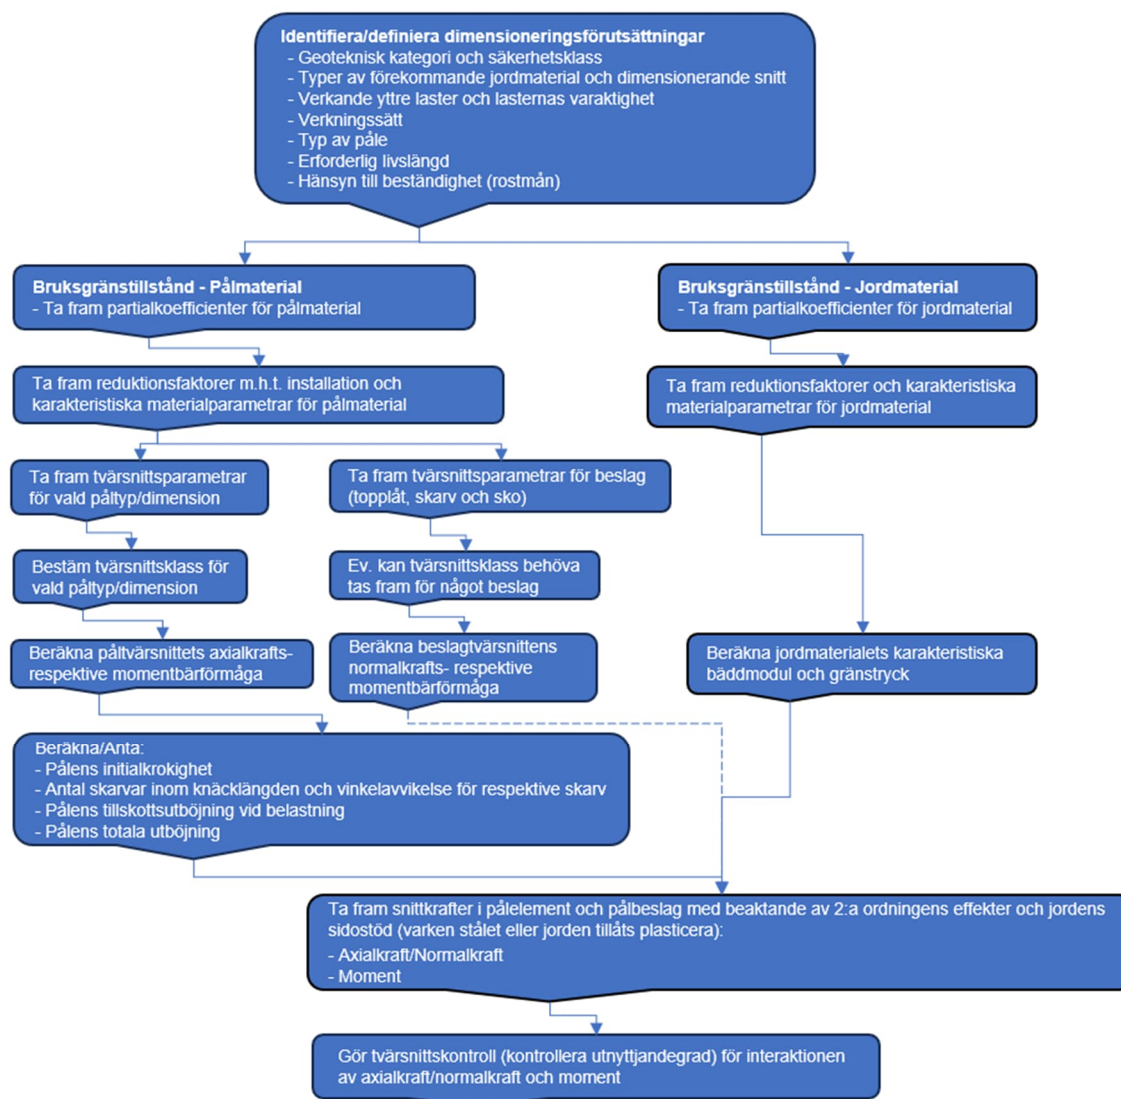 Identifiera/definiera dimensioneringsförutsättningar
- Geoteknisk kategori och säkerhetsklass
- Typer av förekommande jordmaterial och dimensionerande snitt
- Verkande yttre laster och lasternas varaktighet
- Verkningssätt
- Typ av påle
- Erforderlig livslängd
- Hänsyn till beständighet (rostmån)
Bruksgränstillstånd - Pålmaterial
- Ta fram partialkoefficienter för pålmaterial
Bruksgränstillstånd - Jordmaterial
- Ta fram partialkoefficienter för jordmaterial
Ta fram reduktionsfaktorer m.h.t. installation och
karakteristiska materialparametrar för pålmaterial
Ta fram reduktionsfaktorer och karakteristiska
materialparametrar för jordmaterial
Ta fram tvärsnittsparametrar
för vald påltyp/dimension
Ta fram tvärsnittsparametrar för beslag
(topplåt, skarv och sko)
Bestäm tvärsnittsklass för
vald påltyp/dimension
Ev. kan tvärsnittsklass behöva
tas fram för något beslag
Beräkna påltvärsnittets axialkrafts-
respektive momentbärförmåga
Beräkna beslagtvärsnittens
normalkrafts- respektive
momentbärförmåga
Beräkna jordmaterialets karakteristiska
bäddmodul och gränstryck
Beräkna/Anta:
- Pålens initialkrokighet
- Antal skarvar inom knäcklängden och vinkelavvikelse för respektive skarv
- Pålens tillskottsutböjning vid belastning
- Pålens totala utböjning
Ta fram snittkrafter i pålelement och pålbeslag med beaktande av 2:a ordningens effekter och jordens
sidostöd (varken stålet eller jorden tillåts plasticera):
- Axialkraft/Normalkraft
- Moment
Gör tvärsnittskontroll (kontrollera utnyttjandegrad) för interaktionen
av axialkraft/normalkraft och moment